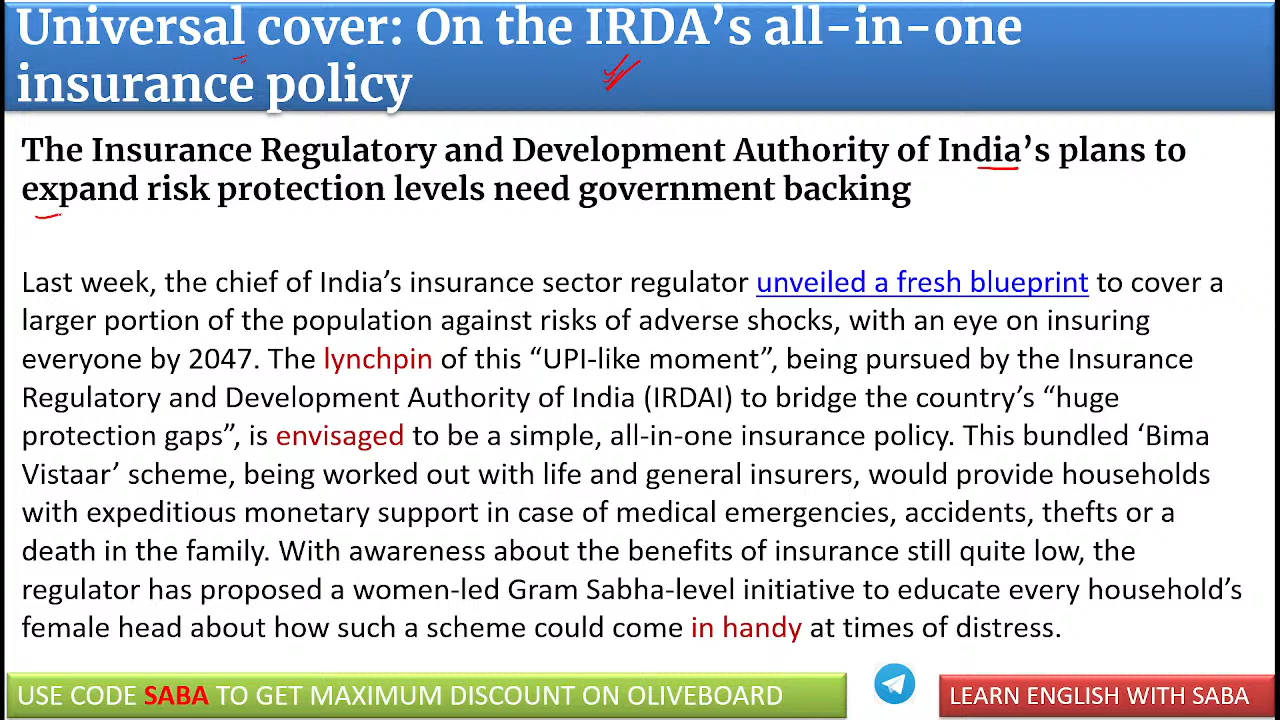 Universal cover: On the IRDA’s all-in-one
insurance policy
The Insurance Regulatory and Development Authority of India’s plans to
expand risk protection levels need government backing
Last week, the chief of India’s insurance sector regulator unveiled a fresh blueprint to cover a
larger portion of the population against risks of adverse shocks, with an eye on insuring
everyone by 2047. The lynchpin of this “UPI-like moment”, being pursued by the Insurance
Regulatory and Development Authority of India (IRDAI) to bridge the country’s “huge
protection gaps”, is envisaged to be a simple, all-in-one insurance policy. This bundled ‘Bima
Vistaar’ scheme, being worked out with life and general insurers, would provide households
with expeditious monetary support in case of medical emergencies, accidents, thefts or a
death in the family. With awareness about the benefits of insurance still quite low, the
regulator has proposed a women-led Gram Sabha-level initiative to educate every household’s
female head about how such a scheme could come in handy at times of distress.
USE CODE SABA TO GET MAXIMUM DISCOUNT ON OLIVEBOARD
LEARN ENGLISH WITH SABA